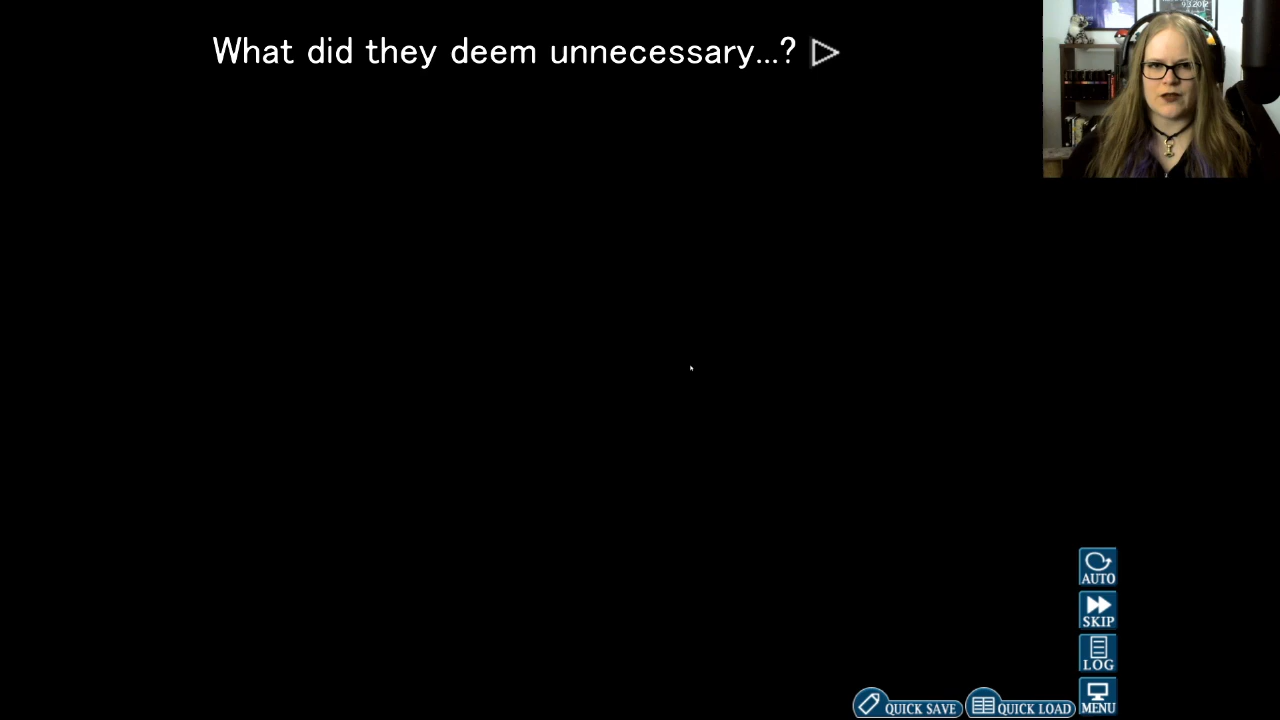 What did they deem unnecessary...?
AUTO
SKIP
LOG
QUICK SAVE
QUICK LOAD
MENU